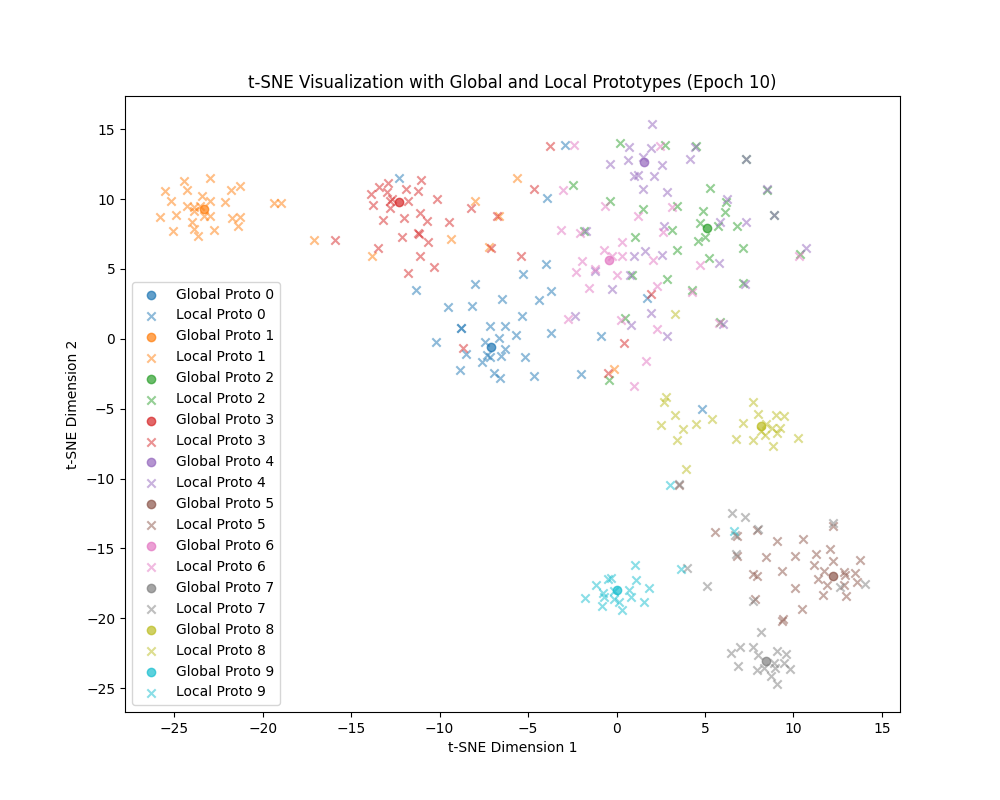 t-SNE Visualization with Global and Local Prototypes (Epoch 10)
15
10
5
0
−5
−10
−15
−20
−25
t-SNE Dimension 2
Global Proto 0
Local Proto 0
Global Proto 1
Local Proto 1
Global Proto 2
Local Proto 2
Global Proto 3
Local Proto 3
Global Proto 4
Local Proto 4
Global Proto 5
Local Proto 5
Global Proto 6
Local Proto 6
Global Proto 7
Local Proto 7
Global Proto 8
Local Proto 8
Global Proto 9
Local Proto 9
−25 −20 −15 −10 −5 0 5 10 15
t-SNE Dimension 1